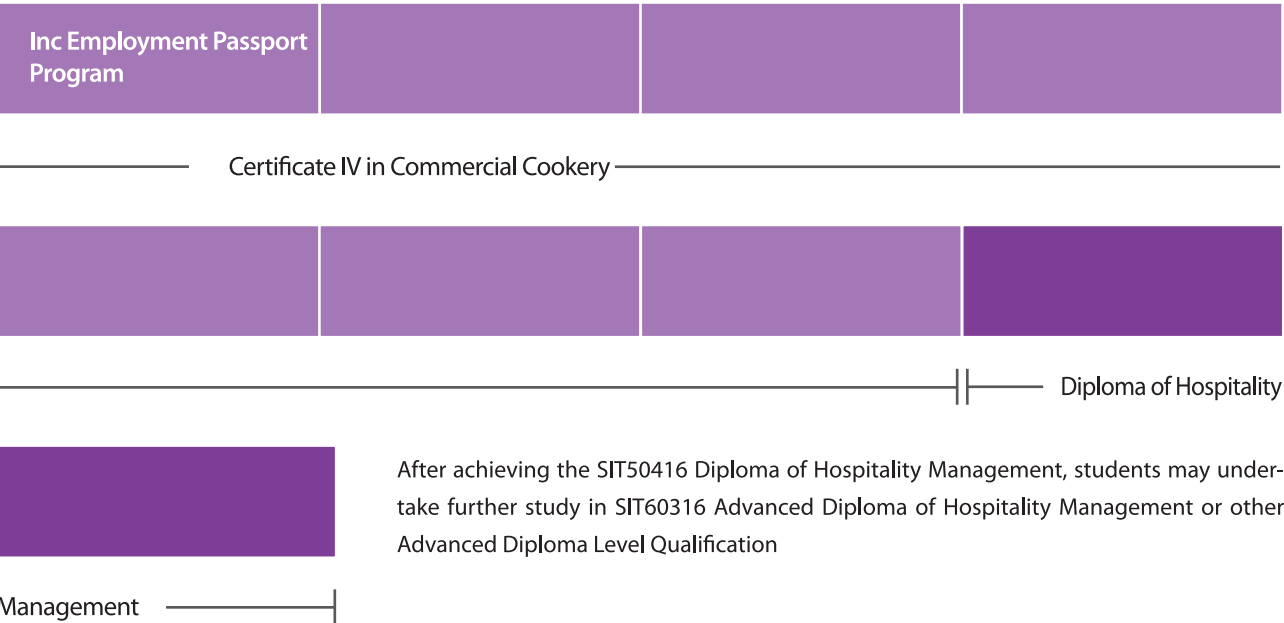 Inc Employment Passport
Program
Certificate IV in Commercial Cookery
Diploma of Hospitality
After achieving the SIT50416 Diploma of Hospitality Management, students may under-
take further study in SIT60316 Advanced Diploma of Hospitality Management or other
Advanced Diploma Level Qualification
Management